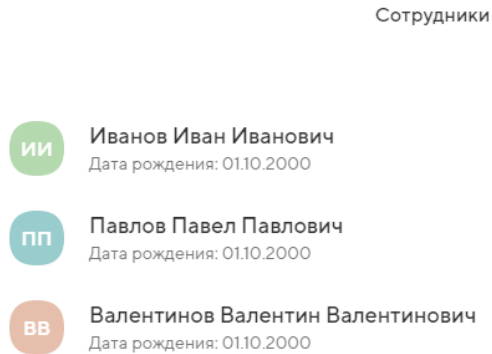 Сотрудники
ИИ
Иванов Иван Иванович
Дата рождения: 01.10.2000
ПП
Павлов Павел Павлович
Дата рождения: 01.10.2000
ВВ
Валентинов Валентин Валентинович
Дата рождения: 01.10.2000